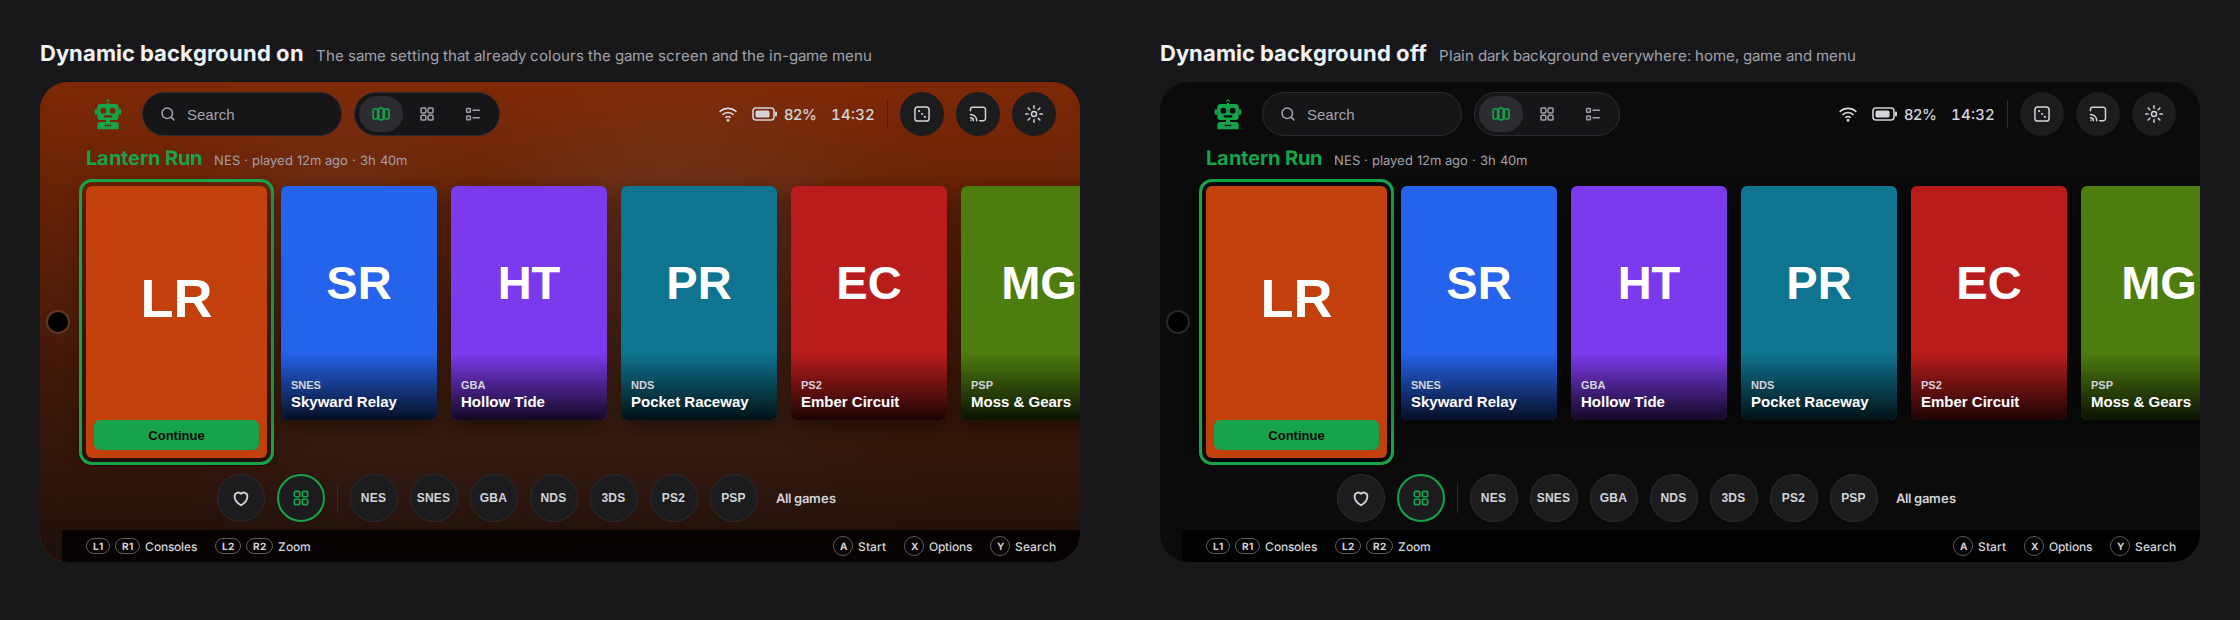 Dynamic background on The same setting that already colours the game screen and the in-game menu
Search
82% 14:32
Lantern Run NES · played 12m ago · 3h 40m
LR
Continue
SR
SNES
Skyward Relay
HT
GBA
Hollow Tide
PR
NDS
Pocket Raceway
EC
PS2
Ember Circuit
MG
PSP
Moss & Gears
NES SNES GBA NDS 3DS PS2 PSP All games
L1 R1 Consoles L2 R2 Zoom
A Start X Options Y Search
Dynamic background off Plain dark background everywhere: home, game and menu
Search
82% 14:32
Lantern Run NES · played 12m ago · 3h 40m
LR
Continue
SR
SNES
Skyward Relay
HT
GBA
Hollow Tide
PR
NDS
Pocket Raceway
EC
PS2
Ember Circuit
MG
PSP
Moss & Gears
NES SNES GBA NDS 3DS PS2 PSP All games
L1 R1 Consoles L2 R2 Zoom
A Start X Options Y Search